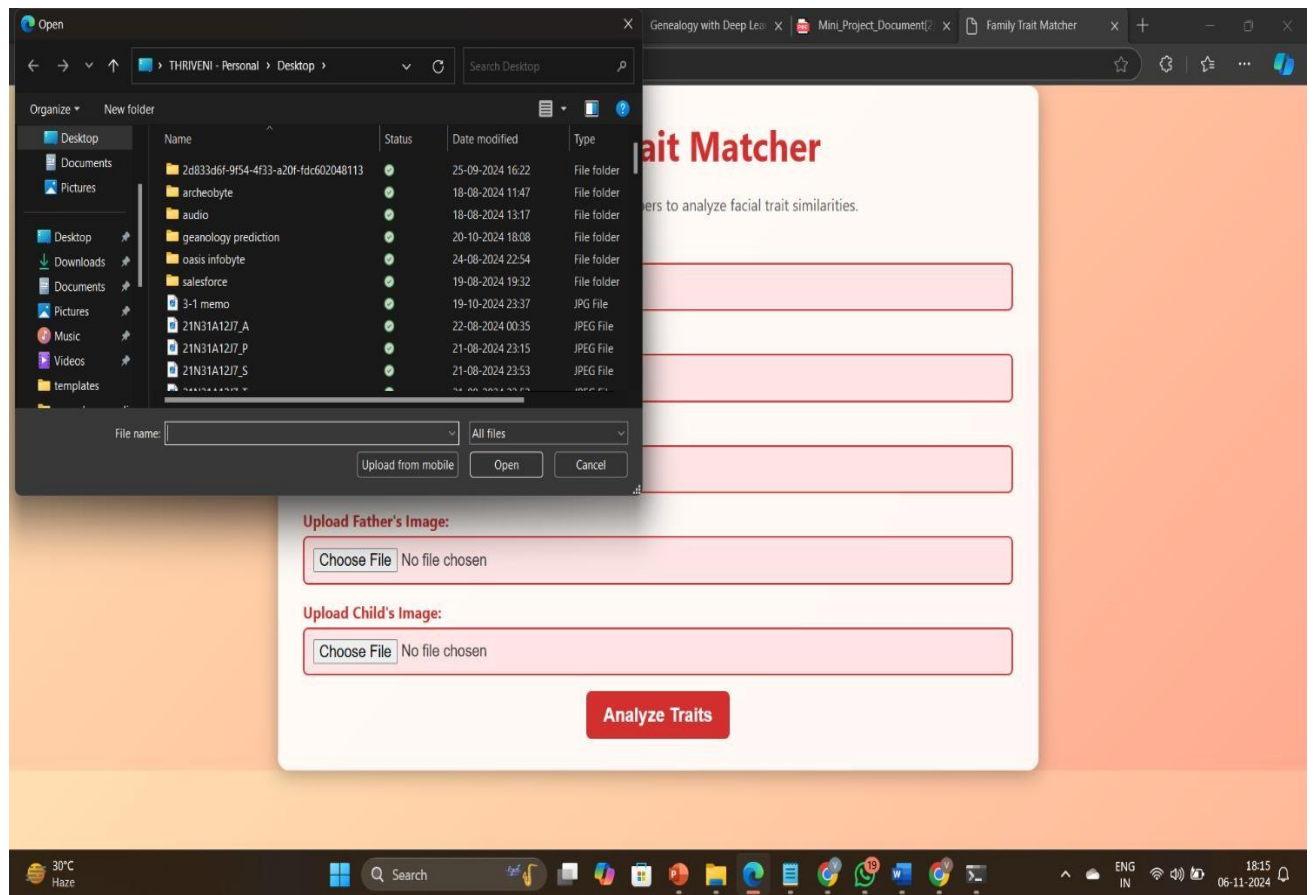 Open
Genealogy with Deep Lea
Mini_Project_Document[2
Family Trait Matcher
THRIVENI - Personal > Desktop >
Search Desktop
Organize
New folder
Desktop
Documents
Pictures
Desktop
Downloads
Documents
Pictures
Music
Videos
templates
Name Status Date modified Type
2d833d6f-9f54-4f33-a20f-fdc602048113 25-09-2024 16:22 File folder
archeobyte 18-08-2024 11:47 File folder
audio 18-08-2024 13:17 File folder
geanology prediction 20-10-2024 18:08 File folder
oasis infobyte 24-08-2024 22:54 File folder
salesforce 19-08-2024 19:32 File folder
3-1 memo 19-10-2024 23:37 JPG File
21N31A12J7_A 22-08-2024 00:35 JPEG File
21N31A12J7_P 21-08-2024 23:15 JPEG File
21N31A12J7_S 21-08-2024 23:53 JPEG File
File name: All files
Upload from mobile Open Cancel
ait Matcher
ers to analyze facial trait similarities.
Upload Father's Image:
Choose File No file chosen
Upload Child's Image:
Choose File No file chosen
Analyze Traits
30°C
Haze
Search
19
ENG
IN
18:15
06-11-2024